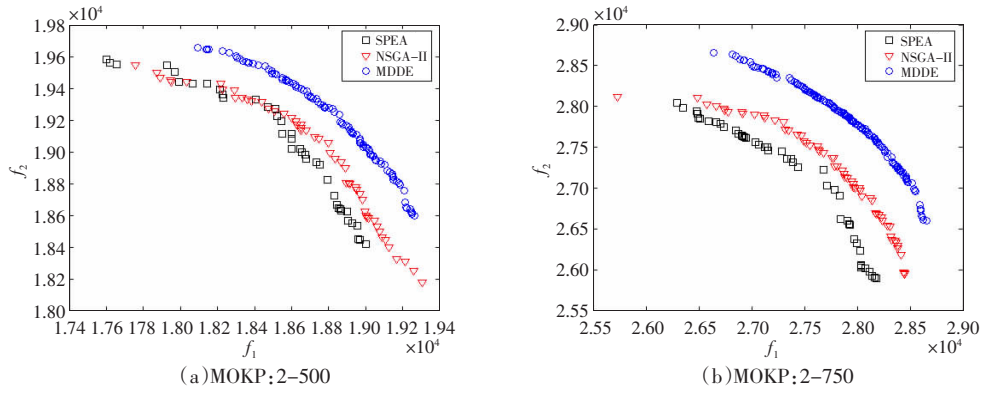 ×10⁴
1.98
1.96
1.94
1.92
1.90
1.88
1.86
1.84
1.82
1.80
f₂
SPEA
NSGA-II
MDDE
1.74 1.76 1.78 1.80 1.82 1.84 1.86 1.88 1.90 1.92 1.94
f₁
×10⁴
(a)MOKP:2-500
×10⁴
2.90
2.85
2.80
2.75
2.70
2.65
2.60
2.55
f₂
SPEA
NSGA-II
MDDE
2.55 2.60 2.65 2.70 2.75 2.80 2.85 2.90
f₁
×10⁴
(b)MOKP:2-750